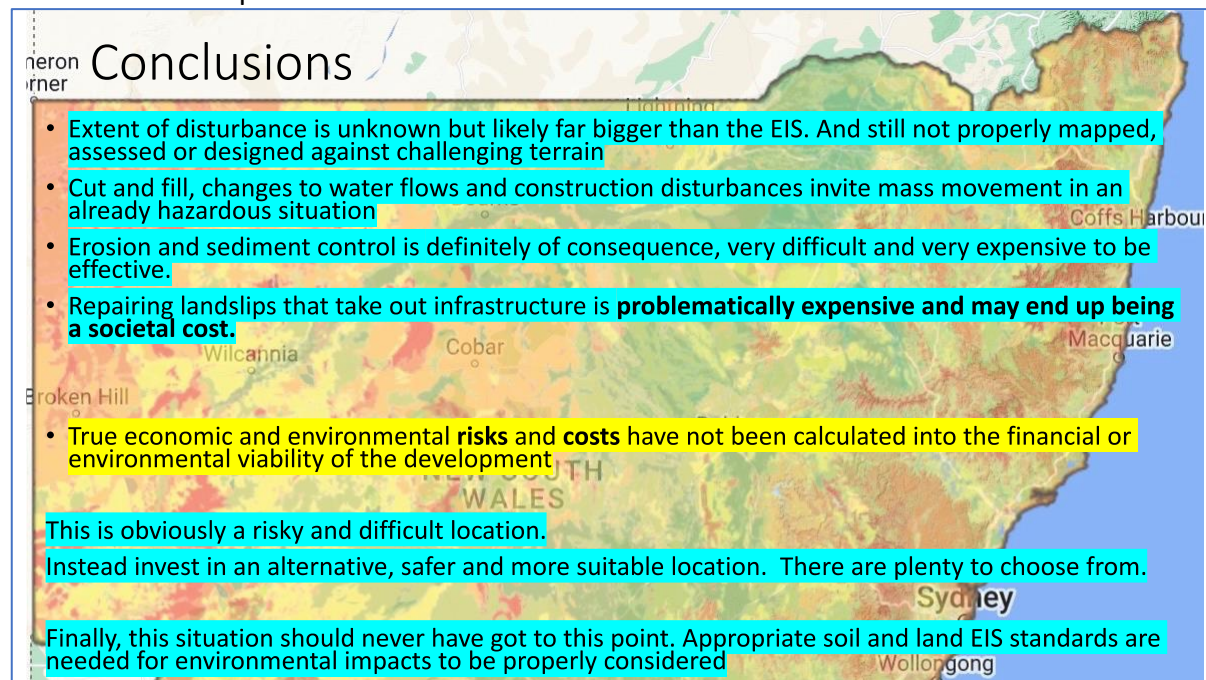 Conclusions
neron
orner
Lightning
• Extent of disturbance is unknown but likely far bigger than the EIS. And still not properly mapped,
assessed or designed against challenging terrain
• Cut and fill, changes to water flows and construction disturbances invite mass movement in an
already hazardous situation
Coffs Harbour
• Erosion and sediment control is definitely of consequence, very difficult and very expensive to be
effective.
• Repairing landslips that take out infrastructure is problematically expensive and may end up being
a societal cost.
Macquarie
Wilcannia
Cobar
Broken Hill
• True economic and environmental risks and costs have not been calculated into the financial or
environmental viability of the development
NEW SOUTH
WALES
This is obviously a risky and difficult location.
Instead invest in an alternative, safer and more suitable location. There are plenty to choose from.
Sydney
Finally, this situation should never have got to this point. Appropriate soil and land EIS standards are
needed for environmental impacts to be properly considered
Wollongong